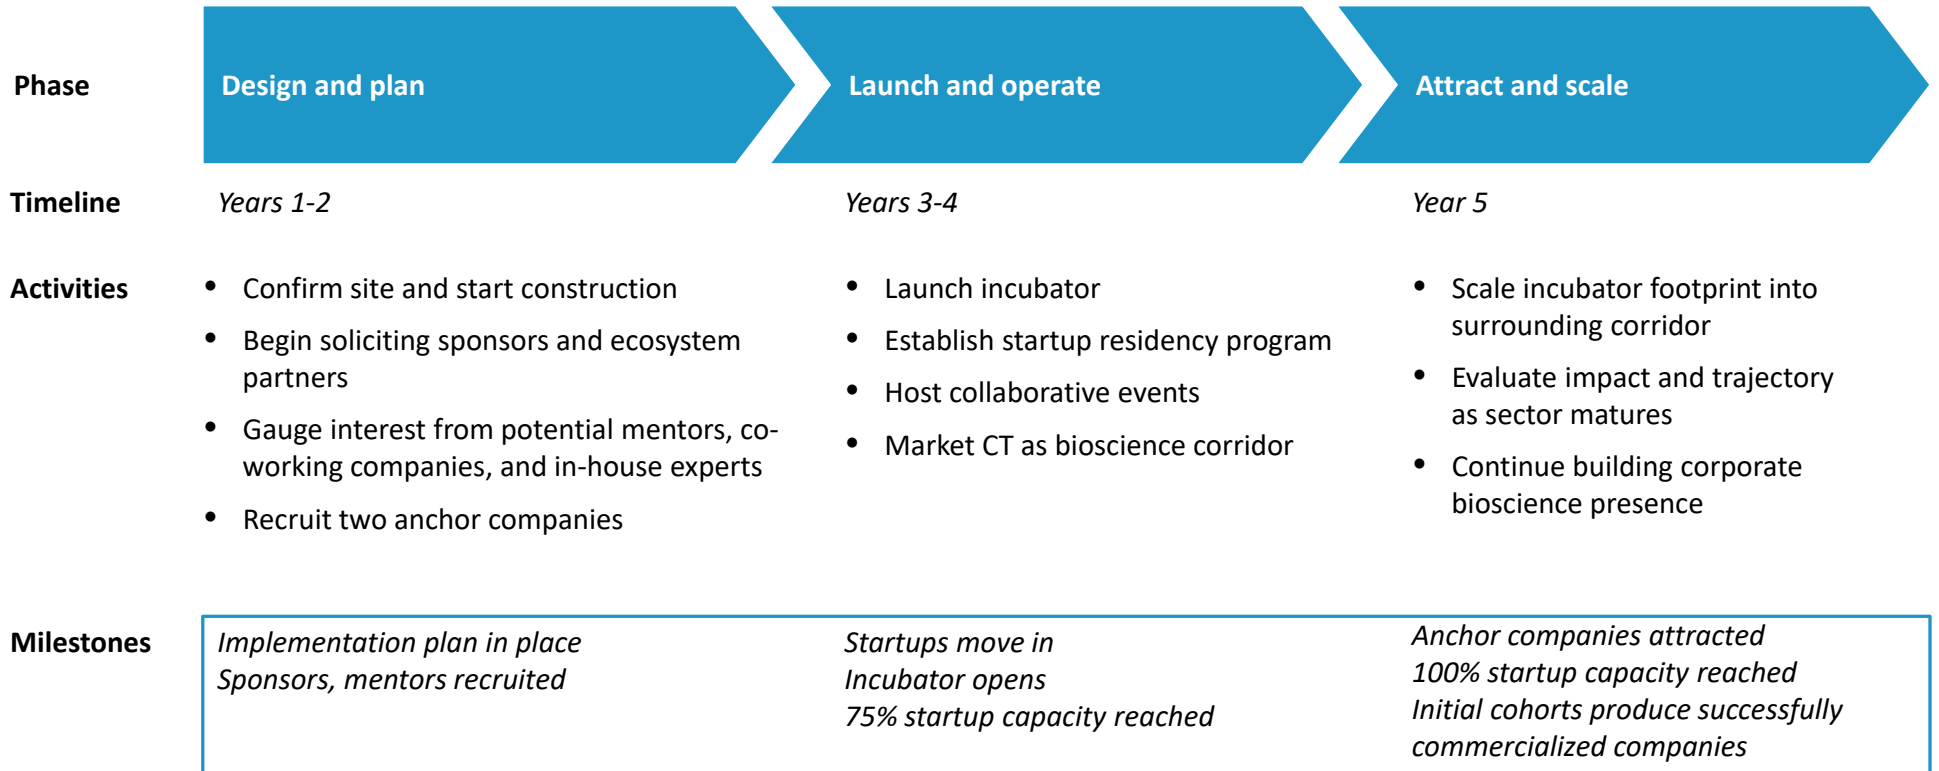 Phase
Design and plan
Launch and operate
Attract and scale
Timeline
Years 1-2
Years 3-4
Year 5
Activities
• Confirm site and start construction
• Begin soliciting sponsors and ecosystem
partners
• Gauge interest from potential mentors, co-
working companies, and in-house experts
• Recruit two anchor companies
• Launch incubator
• Establish startup residency program
• Host collaborative events
• Market CT as bioscience corridor
• Scale incubator footprint into
surrounding corridor
• Evaluate impact and trajectory
as sector matures
• Continue building corporate
bioscience presence
Milestones
Implementation plan in place
Sponsors, mentors recruited
Startups move in
Incubator opens
75% startup capacity reached
Anchor companies attracted
100% startup capacity reached
Initial cohorts produce successfully
commercialized companies